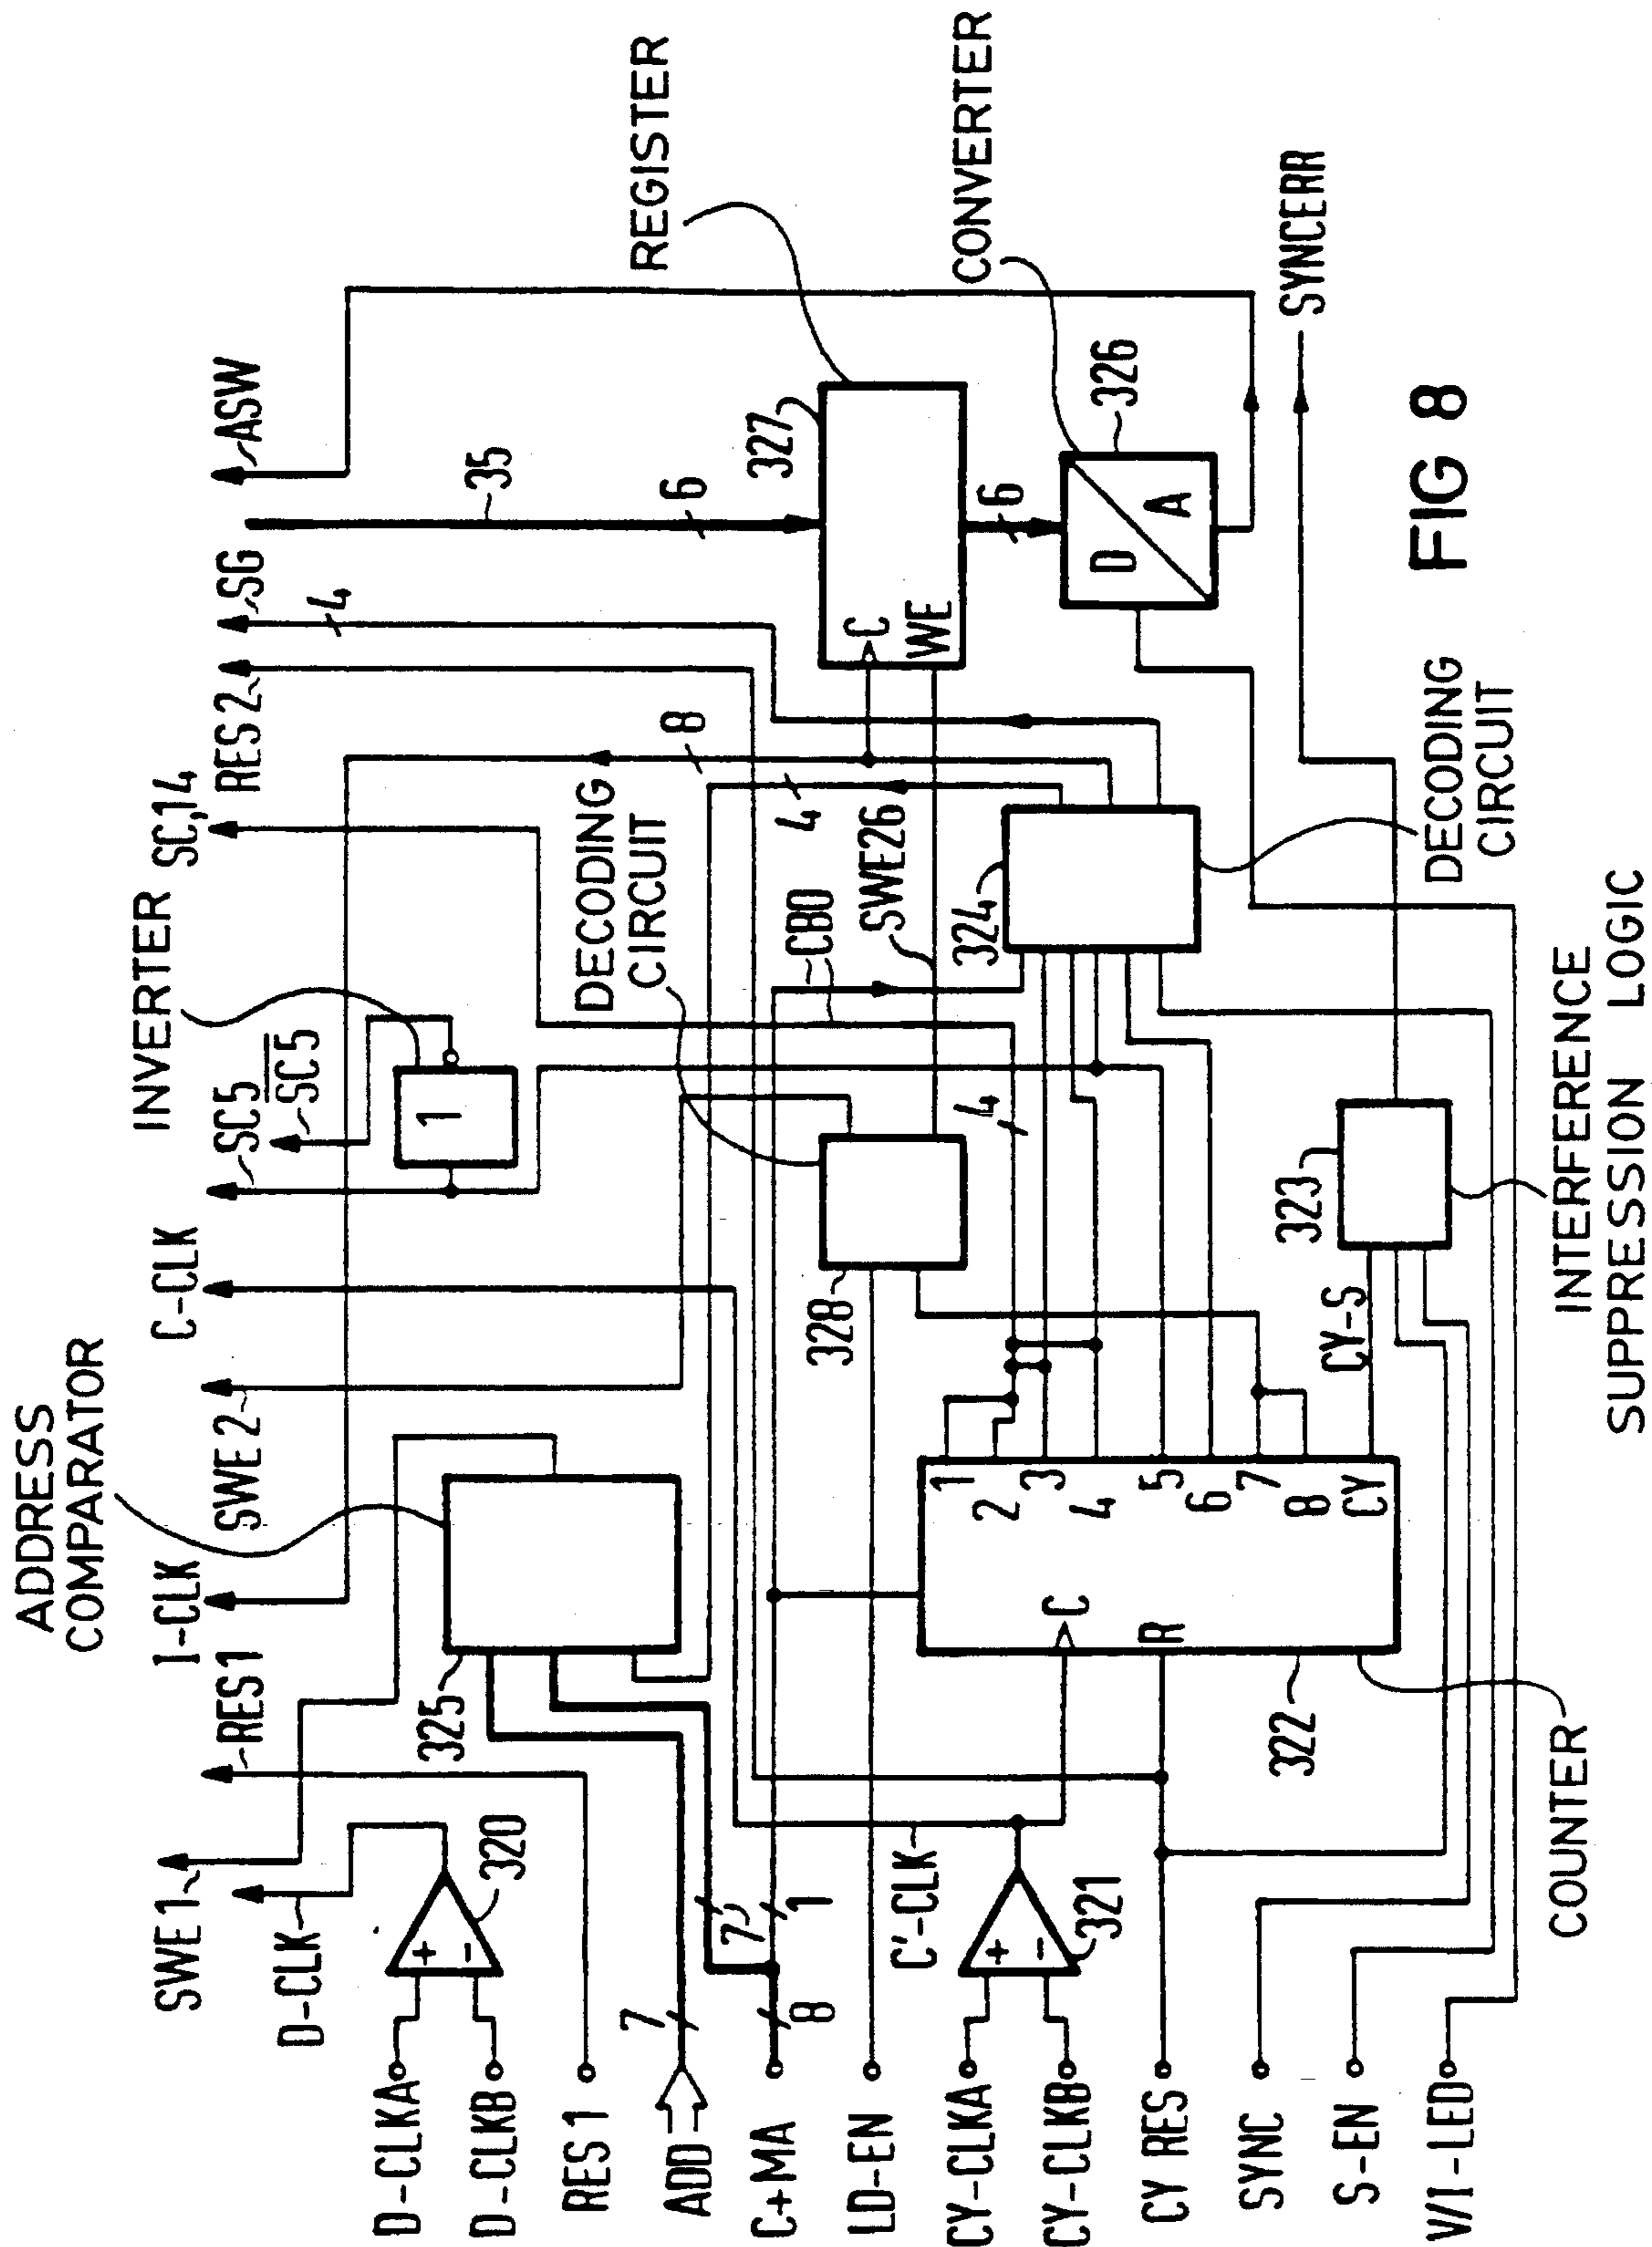 ADDRESS
COMPARATOR
INVERTER
SWE 1
D-CLK
RES1
I-CLK
SWE 2
C-CLK
SC5
SC5
SC,14
RES 2
SG
ASW
D-CLKA
D-CLKB
RES 1
ADD
C+MA
LD-EN
CY-CLKA
CY-CLKB
CY RES
SYNC
S-EN
V/I-LED
+
-
320
325
1
4
35
6
7
8
7'
1
8
4
DECODING
CIRCUIT
CBO
SWE26
REGISTER
327
C
WE
6
328
4
C'-CLK
+
-
321
C
R
1
2
3
4
5
6
7
8
CY
322
COUNTER
324
DECODING
CIRCUIT
D
A
326
CONVERTER
CY-S
323
INTERFERENCE
SUPPRESSION LOGIC
SYNCERR
FIG 8